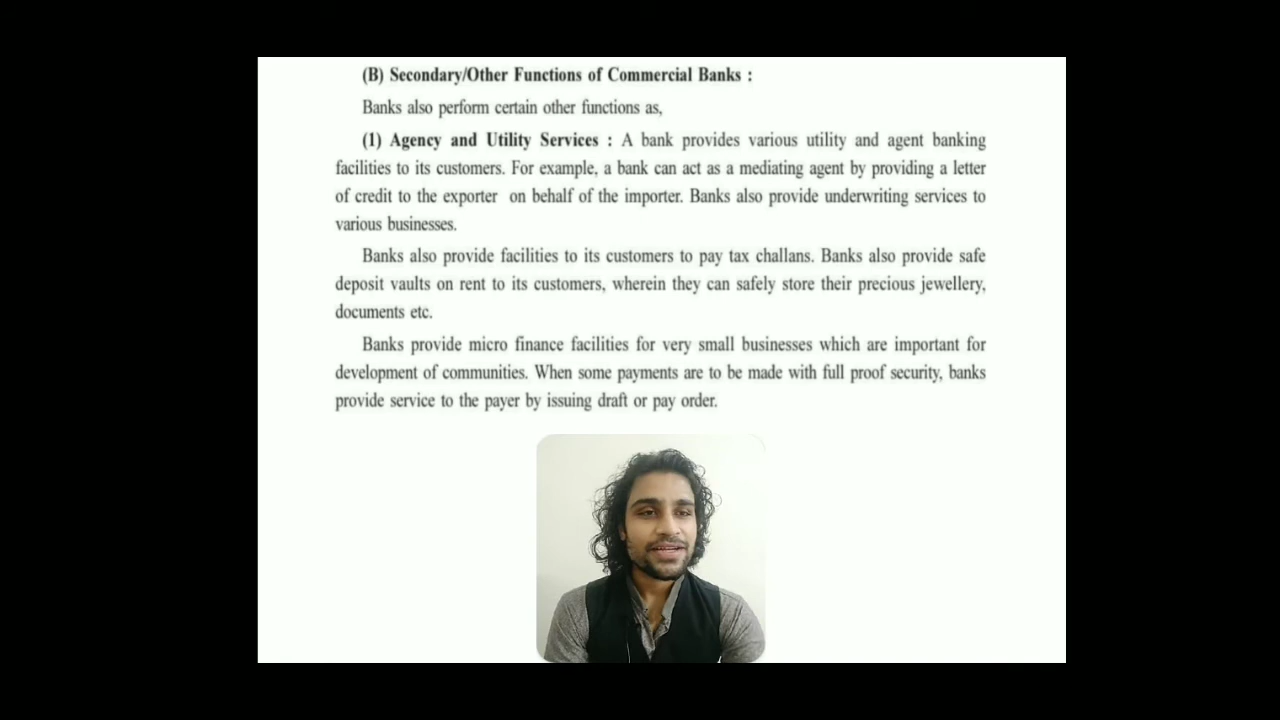 (B) Secondary/Other Functions of Commercial Banks :
Banks also perform certain other functions as,
(1) Agency and Utility Services : A bank provides various utility and agent banking
facilities to its customers. For example, a bank can act as a mediating agent by providing a letter
of credit to the exporter on behalf of the importer. Banks also provide underwriting services to
various businesses.
Banks also provide facilities to its customers to pay tax challans. Banks also provide safe
deposit vaults on rent to its customers, wherein they can safely store their precious jewellery,
documents etc.
Banks provide micro finance facilities for very small businesses which are important for
development of communities. When some payments are to be made with full proof security, banks
provide service to the payer by issuing draft or pay order.